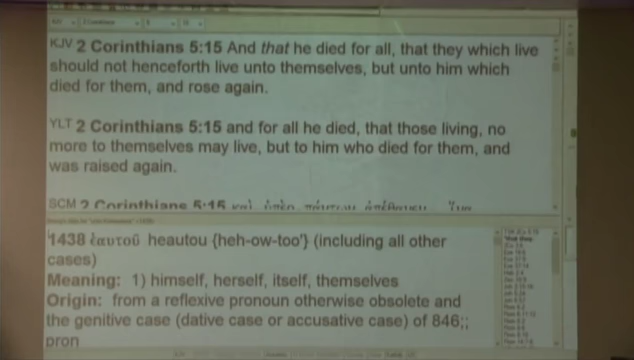 KJV 2 Corinthians 5:15 And that he died for all, that they which live
should not henceforth live unto themselves, but unto him which
died for them, and rose again.
YLT 2 Corinthians 5:15 and for all he died, that those living, no
more to themselves may live, but to him who died for them, and
was raised again.
SCM 2 Corinthians 5:15
1438 ἑαυτοῦ heautou {heh-ow-too'} (including all other
cases)
Meaning: 1) himself, herself, itself, themselves
Origin: from a reflexive pronoun otherwise obsolete and
the genitive case (dative case or accusative case) of 846;;
pron